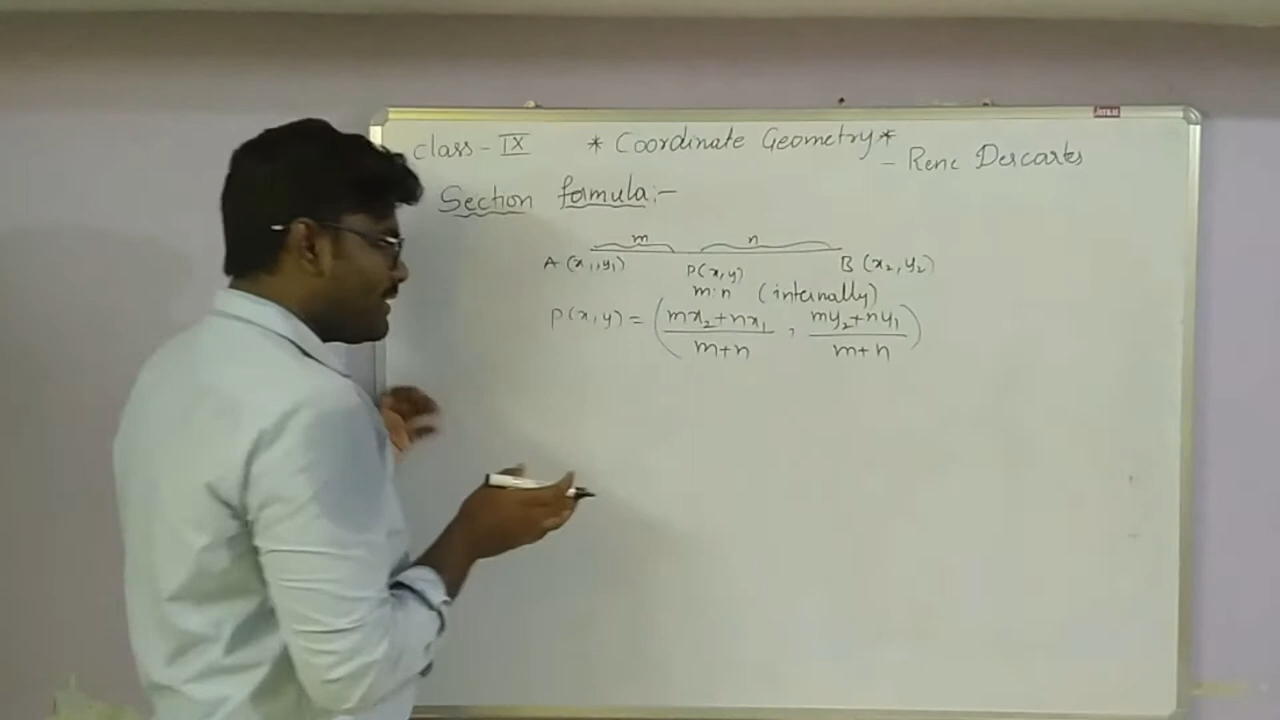 class - IX * Coordinate Geometry *
- Rene Descartes
Section formula :-
m n
A (x₁, y₁) P(x, y) B (x₂, y₂)
m:n (internally)
P(x, y) = ( mx₂+nx₁ / m+n , my₂+ny₁ / m+n )